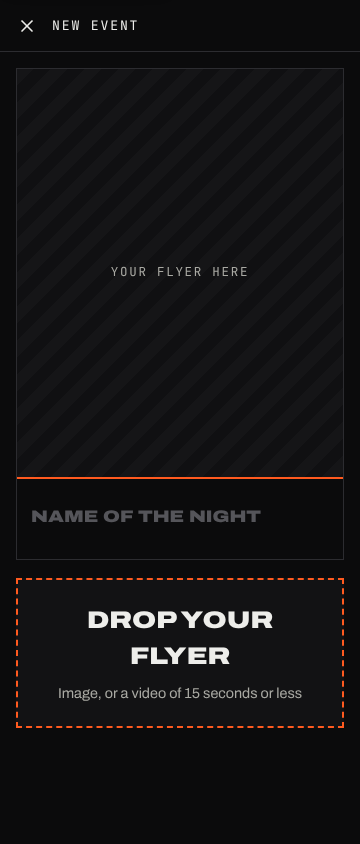 NEW EVENT
YOUR FLYER HERE
NAME OF THE NIGHT
DROP YOUR
FLYER
Image, or a video of 15 seconds or less